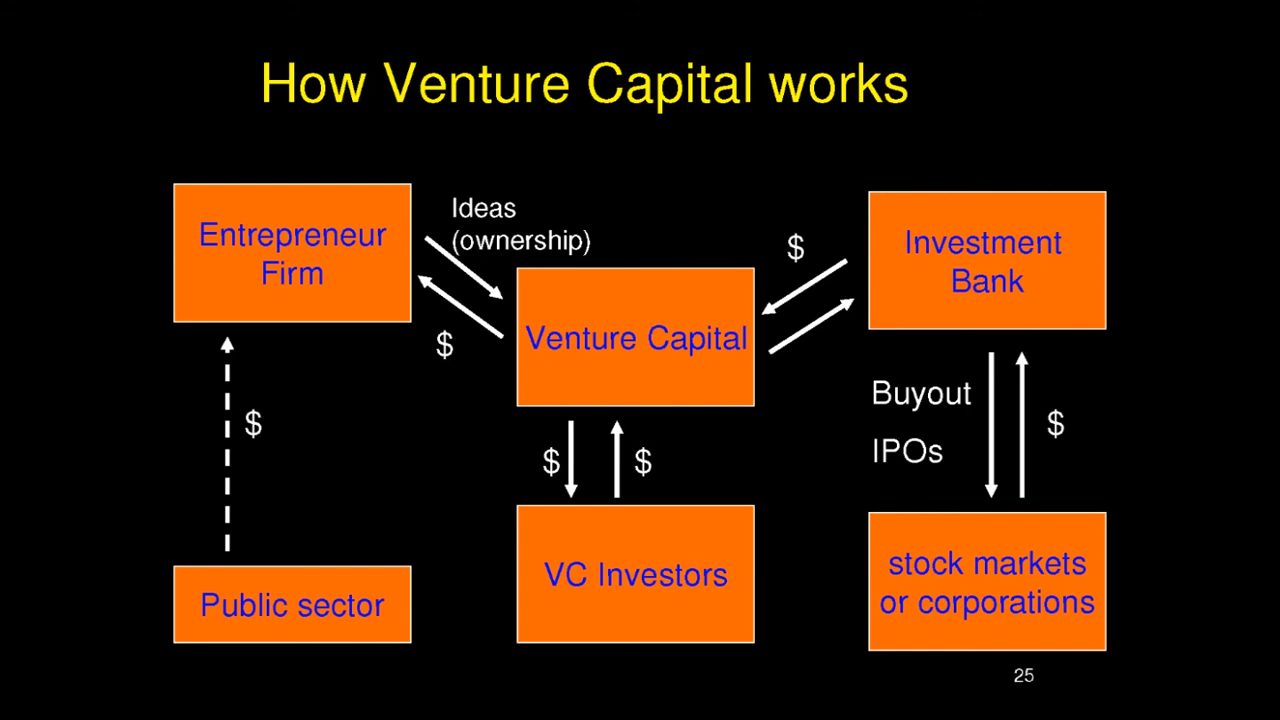 How Venture Capital works
Entrepreneur
Firm
Ideas
(ownership)
$
Venture Capital
$
Investment
Bank
$
Public sector
$
$
VC Investors
Buyout
IPOs
$
stock markets
or corporations
25